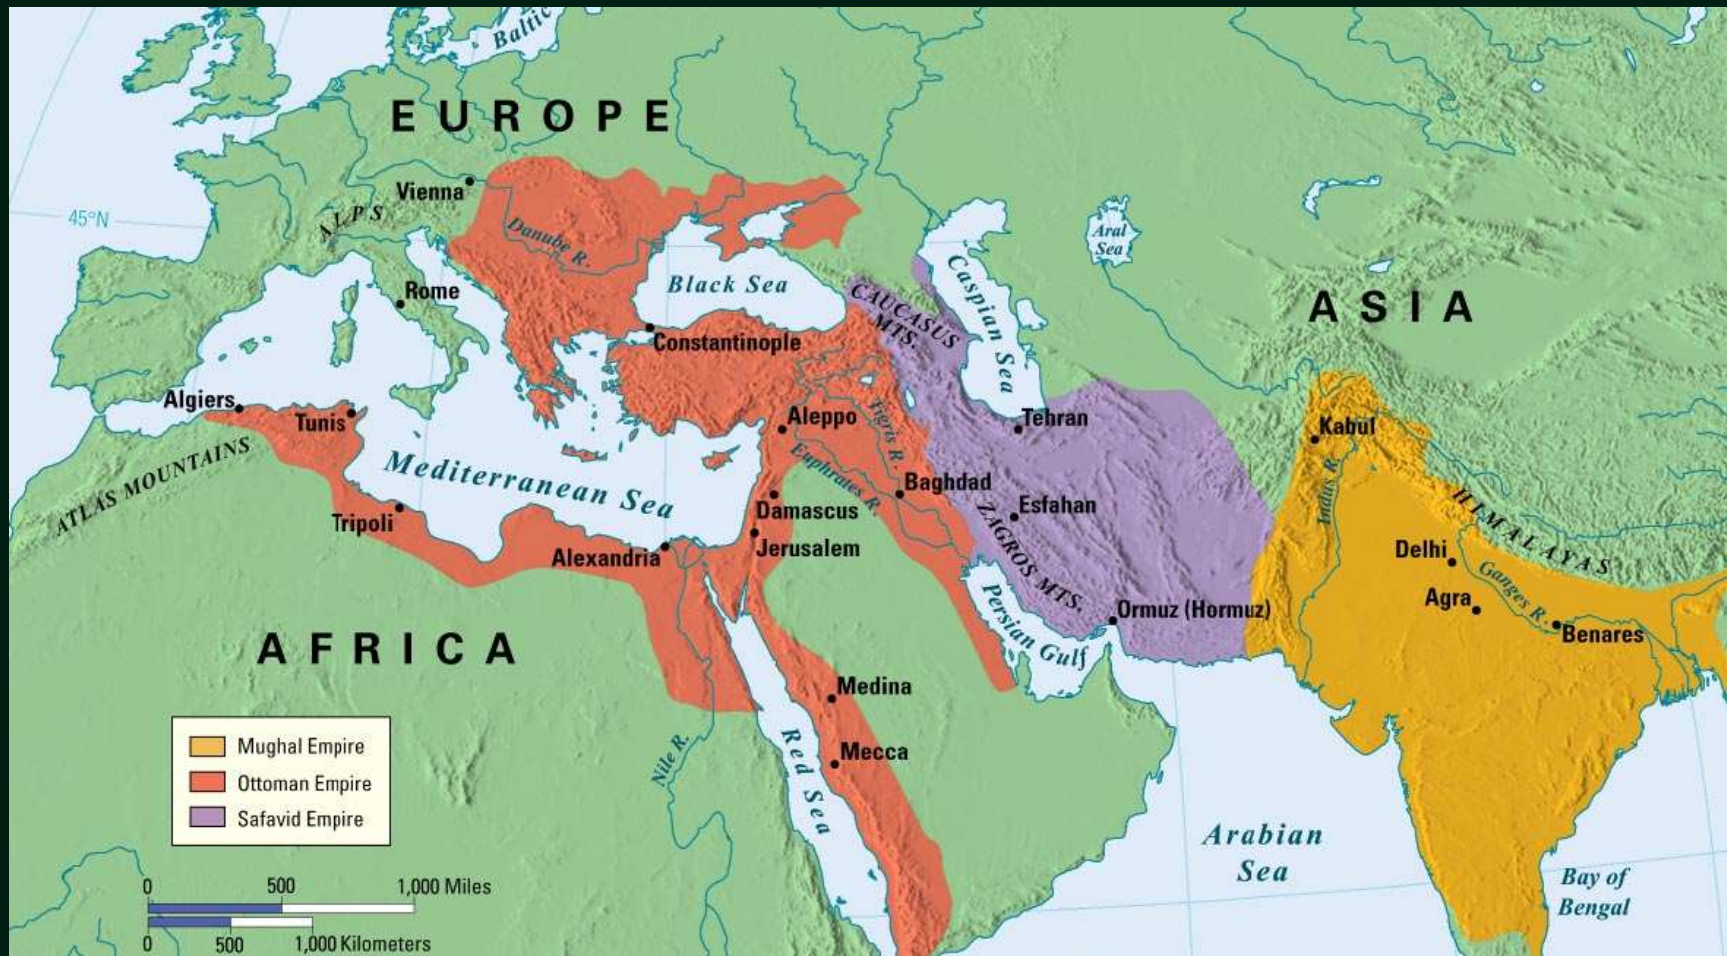 Baltic
EUROPE
Vienna
ALPS
45°N
Danube R.
Aral
Sea
Black Sea
Caspian Sea
Rome
CAUCASUS
MTS.
ASIA
Constantinople
Algiers
Tunis
Aleppo
Tigris R.
Tehran
Kabul
ATLAS MOUNTAINS
Mediterranean Sea
Euphrates R.
Baghdad
Esfahan
Indus R.
HIMALAYAS
Tripoli
Damascus
ZAGROS MTS.
Alexandria
Jerusalem
Delhi
Ganges R.
Agra
Ormuz (Hormuz)
Persian Gulf
Benares
AFRICA
Medina
Mecca
Nile R.
Red Sea
Mughal Empire
Ottoman Empire
Safavid Empire
Arabian
Sea
Bay of
Bengal
0 500 1,000 Miles
0 500 1,000 Kilometers